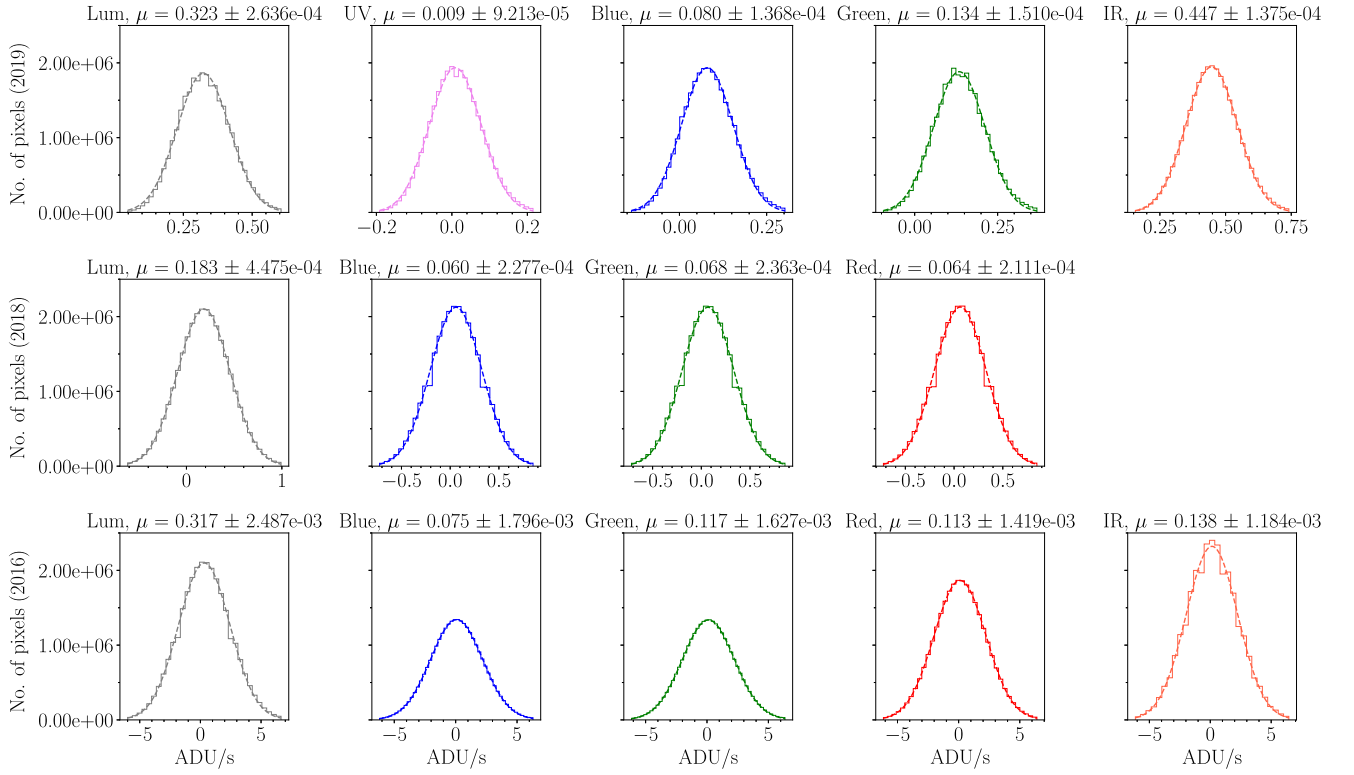 Lum, μ = 0.323 ± 2.636e-04
UV, μ = 0.009 ± 9.213e-05
Blue, μ = 0.080 ± 1.368e-04
Green, μ = 0.134 ± 1.510e-04
IR, μ = 0.447 ± 1.375e-04
No. of pixels (2019)
2.00e+06
1.00e+06
0.00e+00
0.25 0.50
−0.2 0.0 0.2
0.00 0.25
0.00 0.25
0.25 0.50 0.75
Lum, μ = 0.183 ± 4.475e-04
Blue, μ = 0.060 ± 2.277e-04
Green, μ = 0.068 ± 2.363e-04
Red, μ = 0.064 ± 2.111e-04
No. of pixels (2018)
2.00e+06
1.00e+06
0.00e+00
0 1
−0.5 0.0 0.5
−0.5 0.0 0.5
−0.5 0.0 0.5
Lum, μ = 0.317 ± 2.487e-03
Blue, μ = 0.075 ± 1.796e-03
Green, μ = 0.117 ± 1.627e-03
Red, μ = 0.113 ± 1.419e-03
IR, μ = 0.138 ± 1.184e-03
No. of pixels (2016)
2.00e+06
1.00e+06
0.00e+00
−5 0 5
−5 0 5
−5 0 5
−5 0 5
−5 0 5
ADU/s
ADU/s
ADU/s
ADU/s
ADU/s